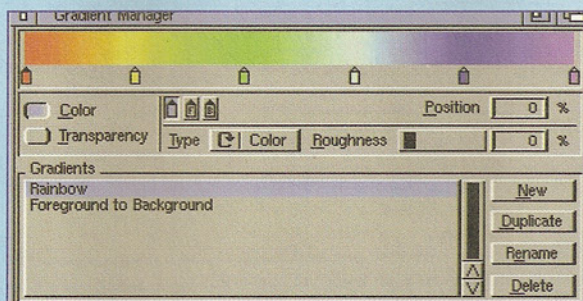 Gradient Manager
Color
Position 0 %
Transparency
Type Color Roughness 0 %
Gradients
Rainbow
Foreground to Background
New
Duplicate
Rename
Delete